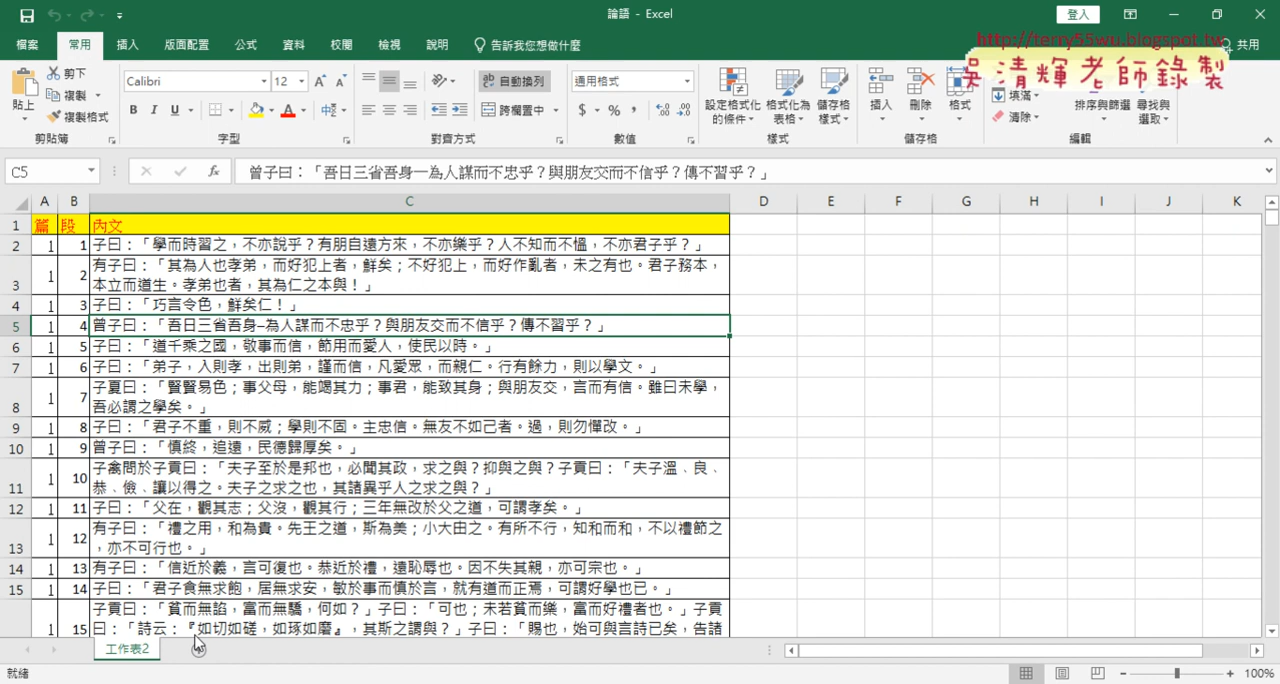 論語 - Excel
登入
http://terry55wu.blogspot.tw
吳清輝老師錄製
檔案 常用 插入 版面配置 公式 資料 校閱 檢視 說明 告訴我您想做什麼 共用
貼上 剪下 複製 複製格式 剪貼簿
Calibri 12 B I U A 中 字型
自動換列 跨欄置中 對齊方式
通用格式 $ % , 數值
設定格式化的條件 格式化為表格 儲存格樣式 樣式
插入 刪除 格式 儲存格
填滿 清除 排序與篩選 尋找與選取 編輯
C5 fx 曾子曰：「吾日三省吾身—為人謀而不忠乎？與朋友交而不信乎？傳不習乎？」
A B C D E F G H I J K
1 篇 段 內文
2 1 1 子曰：「學而時習之，不亦說乎？有朋自遠方來，不亦樂乎？人不知而不慍，不亦君子乎？」
3 1 2 有子曰：「其為人也孝弟，而好犯上者，鮮矣；不好犯上，而好作亂者，未之有也。君子務本，
本立而道生。孝弟也者，其為仁之本與！」
4 1 3 子曰：「巧言令色，鮮矣仁！」
5 1 4 曾子曰：「吾日三省吾身—為人謀而不忠乎？與朋友交而不信乎？傳不習乎？」
6 1 5 子曰：「道千乘之國，敬事而信，節用而愛人，使民以時。」
7 1 6 子曰：「弟子，入則孝，出則弟，謹而信，凡愛眾，而親仁。行有餘力，則以學文。」
8 1 7 子夏曰：「賢賢易色；事父母，能竭其力；事君，能致其身；與朋友交，言而有信。雖曰未學，
吾必謂之學矣。」
9 1 8 子曰：「君子不重，則不威；學則不固。主忠信。無友不如己者。過，則勿憚改。」
10 1 9 曾子曰：「慎終，追遠，民德歸厚矣。」
11 1 10 子禽問於子貢曰：「夫子至於是邦也，必聞其政，求之與？抑與之與？子貢曰：「夫子溫、良、
恭、儉、讓以得之。夫子之求之也，其諸異乎人之求之與？」
12 1 11 子曰：「父在，觀其志；父沒，觀其行；三年無改於父之道，可謂孝矣。」
13 1 12 有子曰：「禮之用，和為貴。先王之道，斯為美；小大由之。有所不行，知和而和，不以禮節之
，亦不可行也。」
14 1 13 有子曰：「信近於義，言可復也。恭近於禮，遠恥辱也。因不失其親，亦可宗也。」
15 1 14 子曰：「君子食無求飽，居無求安，敏於事而慎於言，就有道而正焉，可謂好學也已。」
1 15 子貢曰：「貧而無諂，富而無驕，何如？」子曰：「可也；未若貧而樂，富而好禮者也。」子貢
曰：「詩云：『如切如磋，如琢如磨』，其斯之謂與？」子曰：「賜也，始可與言詩已矣，告諸
工作表2
就緒 100%